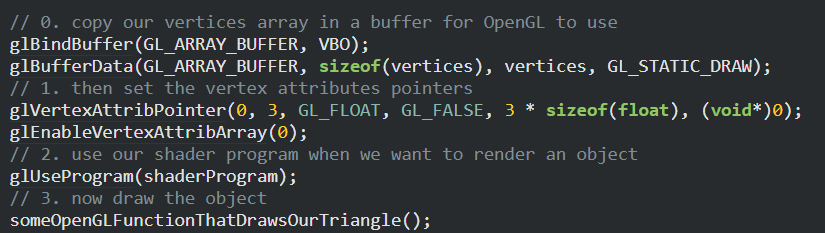 // 0. copy our vertices array in a buffer for OpenGL to use
glBindBuffer(GL_ARRAY_BUFFER, VBO);
glBufferData(GL_ARRAY_BUFFER, sizeof(vertices), vertices, GL_STATIC_DRAW);
// 1. then set the vertex attributes pointers
glVertexAttribPointer(0, 3, GL_FLOAT, GL_FALSE, 3 * sizeof(float), (void*)0);
glEnableVertexAttribArray(0);
// 2. use our shader program when we want to render an object
glUseProgram(shaderProgram);
// 3. now draw the object
someOpenGLFunctionThatDrawsOurTriangle();